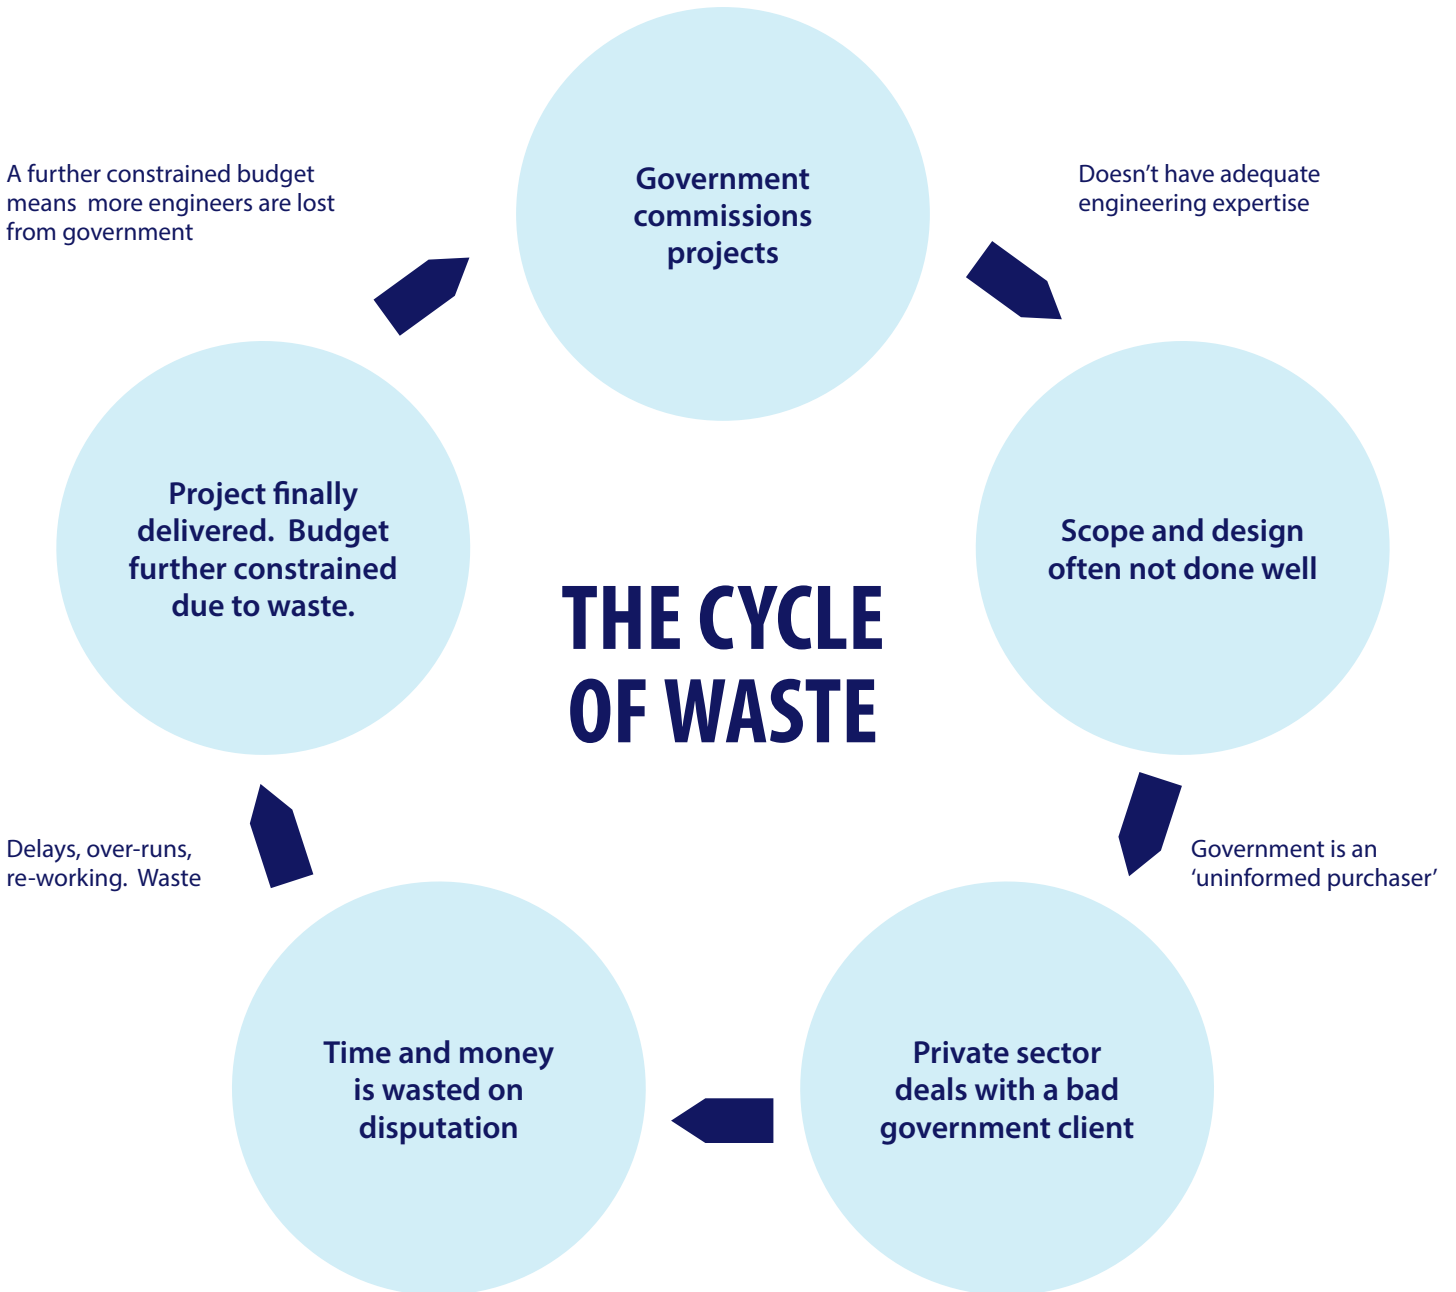 Government
commissions
projects
Doesn’t have adequate
engineering expertise
Scope and design
often not done well
Government is an
‘uninformed purchaser’
Private sector
deals with a bad
government client
Time and money
is wasted on
disputation
Delays, over-runs,
re-working.  Waste
Project finally
delivered.  Budget
further constrained
due to waste.
A further constrained budget
means  more engineers are lost
from government
THE CYCLE
OF WASTE